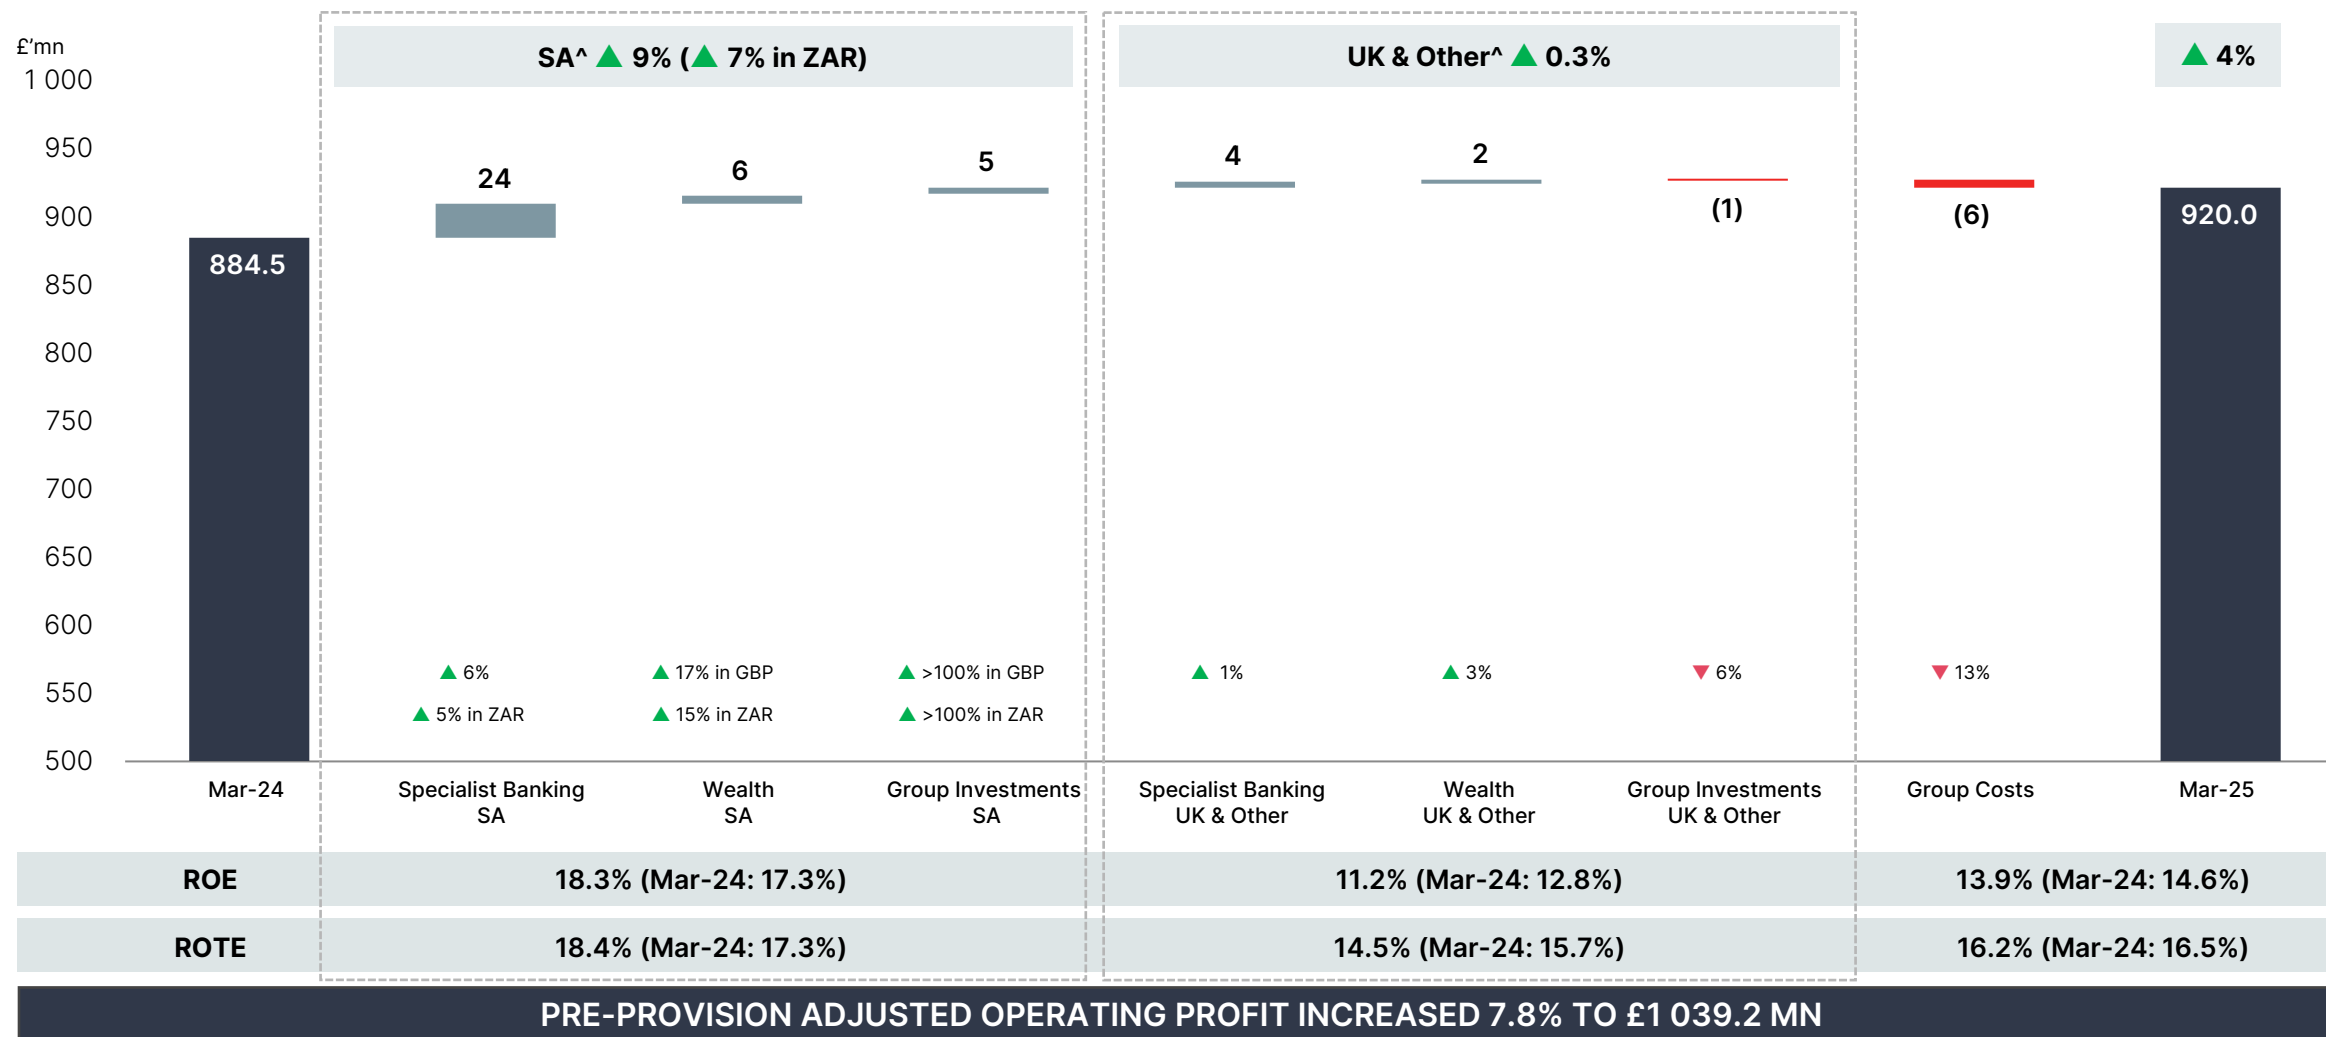 £'mn
SA^ ▲ 9% (▲ 7% in ZAR)
UK & Other^ ▲ 0.3%
▲ 4%
1 000
950
900
850
800
750
700
650
600
550
500
884.5
24
6
5
4
2
(1)
(6)
920.0
▲ 6%
▲ 5% in ZAR
▲ 17% in GBP
▲ 15% in ZAR
▲ >100% in GBP
▲ >100% in ZAR
▲ 1%
▲ 3%
▼ 6%
▼ 13%
Mar-24
Specialist Banking
SA
Wealth
SA
Group Investments
SA
Specialist Banking
UK & Other
Wealth
UK & Other
Group Investments
UK & Other
Group Costs
Mar-25
ROE 18.3% (Mar-24: 17.3%) 11.2% (Mar-24: 12.8%) 13.9% (Mar-24: 14.6%)
ROTE 18.4% (Mar-24: 17.3%) 14.5% (Mar-24: 15.7%) 16.2% (Mar-24: 16.5%)
PRE-PROVISION ADJUSTED OPERATING PROFIT INCREASED 7.8% TO £1 039.2 MN